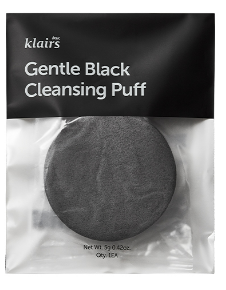 klairs
Gentle Black
Cleansing Puff
Net Wt. 5g 0.42oz.
Qty. 1EA